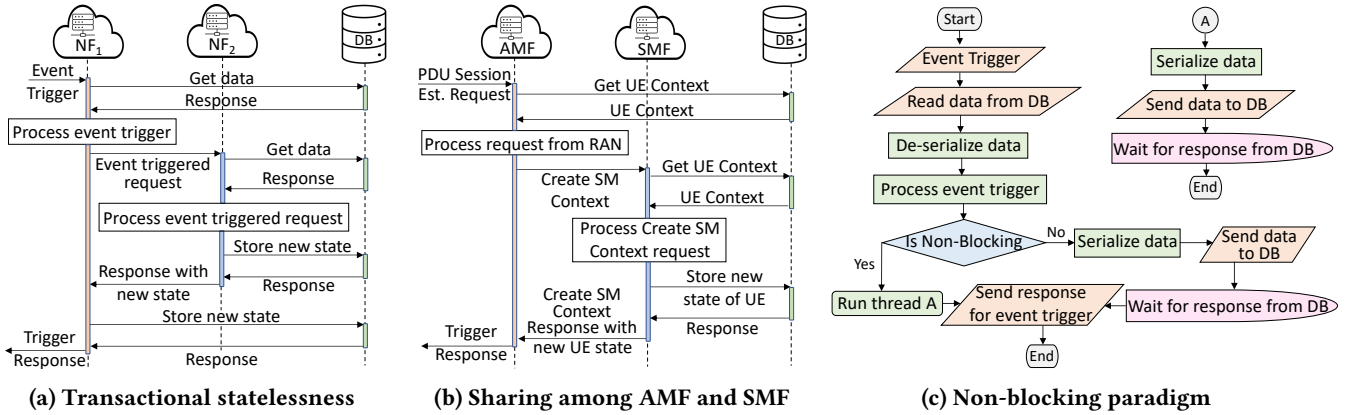 NF1
NF2
DB
Event
Trigger
Get data
Response
Process event trigger
Event triggered
request
Get data
Response
Process event triggered request
Store new state
Response with
new state
Response
Store new state
Trigger
Response
Response
(a) Transactional statelessness
AMF
SMF
DB
PDU Session
Est. Request
Get UE Context
UE Context
Process request from RAN
Create SM
Context
Get UE Context
UE Context
Process Create SM
Context request
Store new
state of UE
Create SM
Context
Response with
new UE state
Response
Trigger
Response
(b) Sharing among AMF and SMF
Start
Event Trigger
Read data from DB
De-serialize data
Process event trigger
Is Non-Blocking
No
Serialize data
Send data
to DB
Wait for response from DB
Yes
Run thread A
Send response
for event trigger
End
A
Serialize data
Send data to DB
Wait for response from DB
End
(c) Non-blocking paradigm